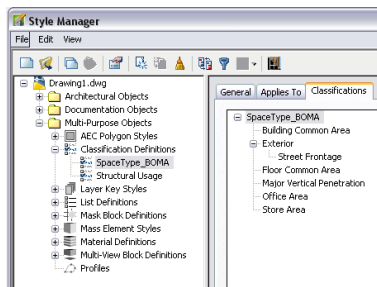 Style Manager
File Edit View
Drawing1.dwg
Architectural Objects
Documentation Objects
Multi-Purpose Objects
AEC Polygon Styles
Classification Definitions
SpaceType_BOMA
Structural Usage
Layer Key Styles
List Definitions
Mask Block Definitions
Mass Element Styles
Material Definitions
Multi-View Block Definitions
Profiles
General Applies To Classifications
SpaceType_BOMA
Building Common Area
Exterior
Street Frontage
Floor Common Area
Major Vertical Penetration
Office Area
Store Area